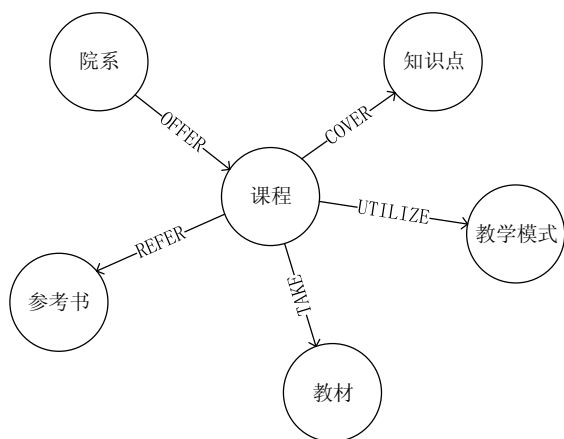 院系
知识点
OFFER
COVER
课程
UTILIZE
教学模式
REFER
参考书
TAKE
教材